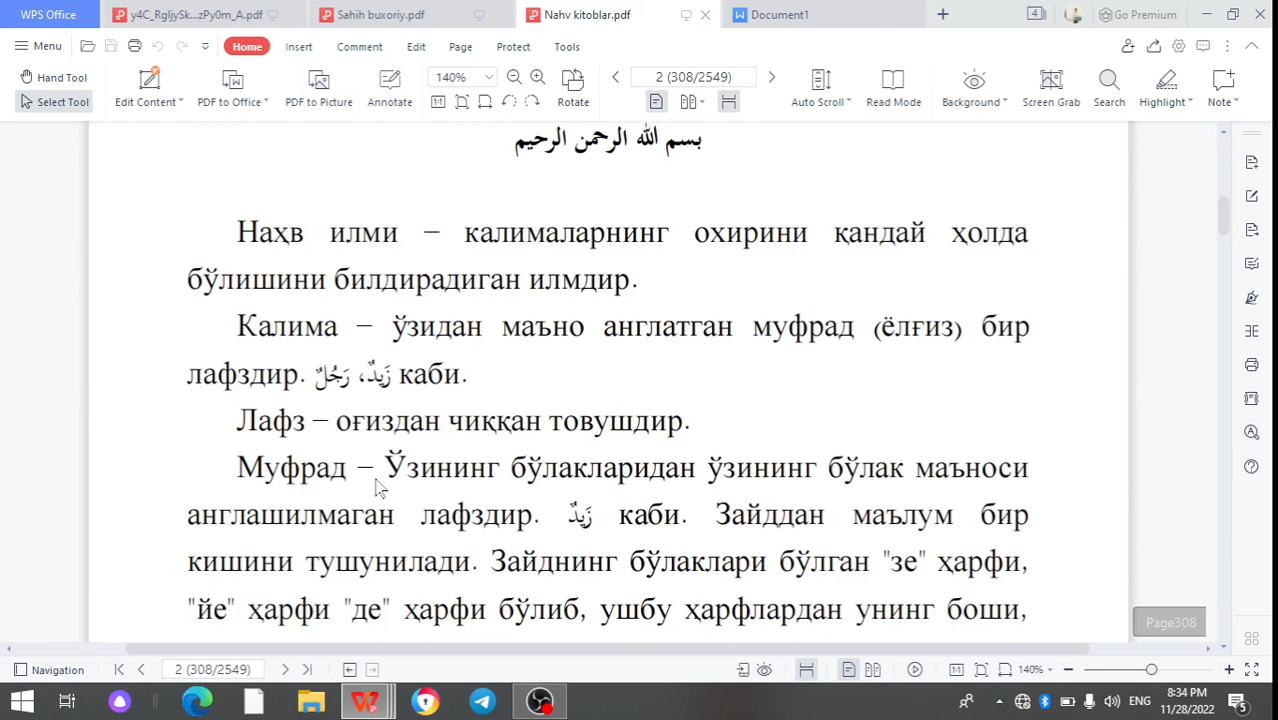 WPS Office
y4C_RgIjySk...zPy0m_A.pdf
Sahih buxoriy.pdf
Nahv kitoblar.pdf
Document1
4
Go Premium
Menu
Home
Insert
Comment
Edit
Page
Protect
Tools
Hand Tool
Select Tool
Edit Content
PDF to Office
PDF to Picture
Annotate
140%
Rotate
2 (308/2549)
Auto Scroll
Read Mode
Background
Screen Grab
Search
Highlight
Note
بسم الله الرحمن الرحيم
Наҳв илми – калималарнинг охирини қандай ҳолда
бўлишини билдирадиган илмдир.
Калима – ўзидан маъно англатган муфрад (ёлғиз) бир
лафздир. زَيدٌ، رَجُلٌ каби.
Лафз – оғиздан чиққан товушдир.
Муфрад – Ўзининг бўлакларидан ўзининг бўлак маъноси
англашилмаган лафздир. زَيدٌ каби. Зайддан маълум бир
кишини тушунилади. Зайднинг бўлаклари бўлган "зе" ҳарфи,
"йе" ҳарфи "де" ҳарфи бўлиб, ушбу ҳарфлардан унинг боши,
Page308
Navigation
2 (308/2549)
140%
ENG
8:34 PM
11/28/2022
5